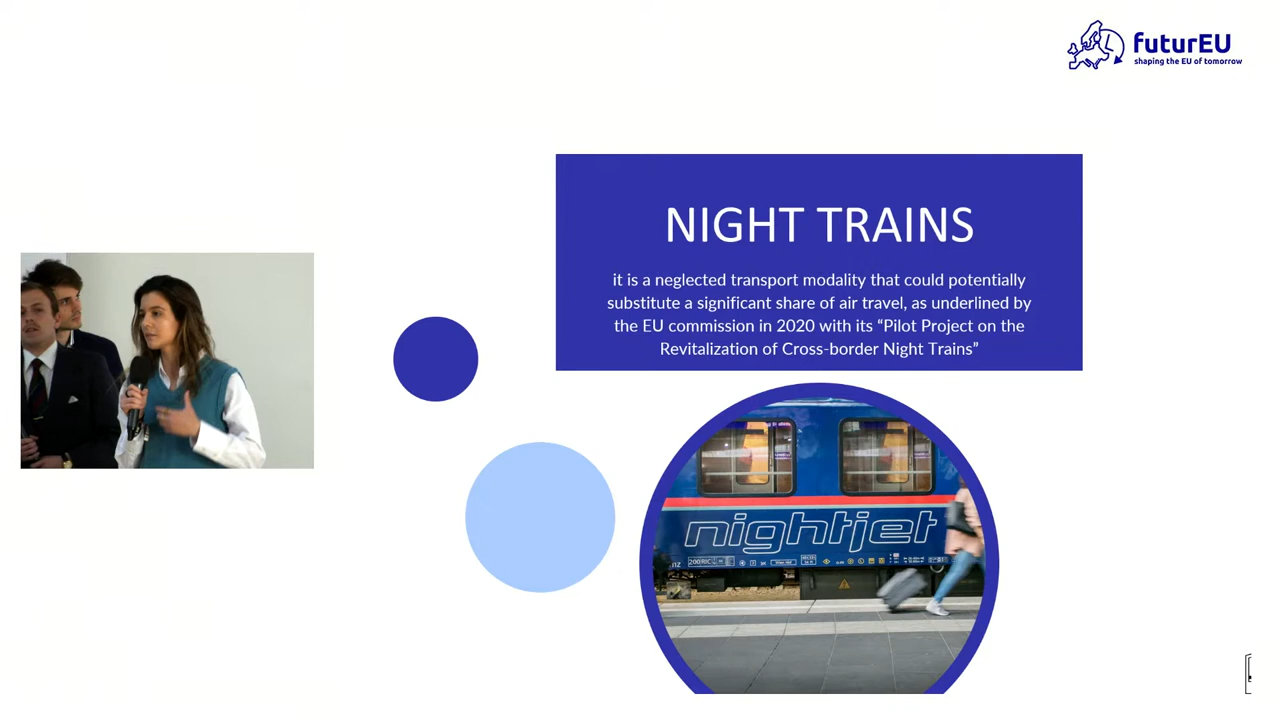 futurEU
shaping the EU of tomorrow
NIGHT TRAINS
it is a neglected transport modality that could potentially
substitute a significant share of air travel, as underlined by
the EU commission in 2020 with its “Pilot Project on the
Revitalization of Cross-border Night Trains”
nightjet
200RIC